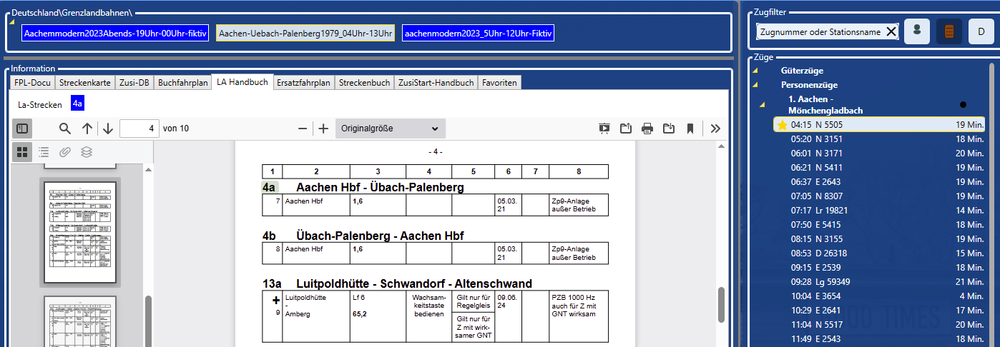 Deutschland\Grenzlandbahnen\
Aachemmodern2023Abends-19Uhr-00Uhr-fiktiv
Aachen-Uebach-Palenberg1979_04Uhr-13Uhr
aachenmodern2023_5Uhr-12Uhr-Fiktiv
Information
FPL-Docu
Streckenkarte
Zusi-DB
Buchfahrplan
LA Handbuch
Ersatzfahrplan
Streckenbuch
ZusiStart-Handbuch
Favoriten
La-Strecken 4a
4 von 10
Originalgröße
- 4 -
1 2 3 4 5 6 7 8
4a Aachen Hbf - Übach-Palenberg
7 Aachen Hbf 1,6 05.03. Zp9-Anlage
21 außer Betrieb
4b Übach-Palenberg - Aachen Hbf
8 Aachen Hbf 1,6 05.03. Zp9-Anlage
21 außer Betrieb
13a Luitpoldhütte - Schwandorf - Altenschwand
+ Luitpoldhütte Lf 6 Wachsam- Gilt nur für 09.06. PZB 1000 Hz
- keitstaste Regelgleis 24 auch für Z mit
9 Amberg 65,2 bedienen GNT wirksam
Gilt nur für
Z mit wirk-
samer GNT
Zugfilter
Zugnummer oder Stationsname
D
Züge
Güterzüge
Personenzüge
1. Aachen -
Mönchengladbach
04:15 N 5505 19 Min.
05:20 N 3151 18 Min.
06:01 N 3171 20 Min.
06:21 N 5411 19 Min.
06:37 E 2643 19 Min.
07:05 N 8307 19 Min.
07:17 Lr 19821 14 Min.
07:50 E 5415 18 Min.
08:15 N 3155 19 Min.
08:53 D 26318 15 Min.
09:15 E 2539 18 Min.
09:28 Lg 59349 21 Min.
10:04 E 3654 4 Min.
10:29 E 2641 17 Min.
11:04 N 5517 20 Min.
11:49 E 2543 18 Min.